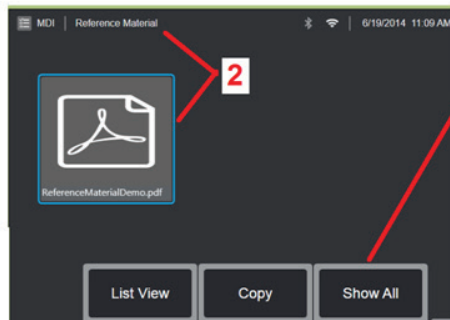 MDI | Reference Material 6/19/2014 11:09 AM
2
ReferenceMaterialDemo.pdf
List View Copy Show All